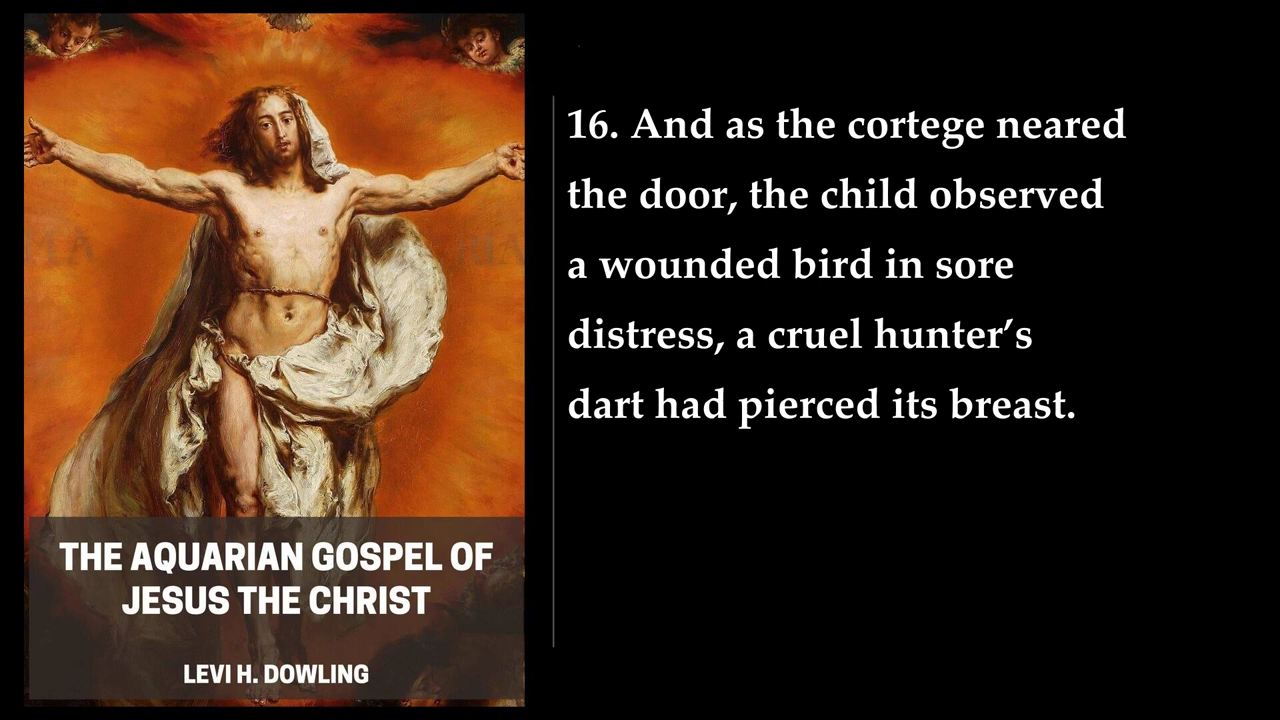 THE AQUARIAN GOSPEL OF
JESUS THE CHRIST
LEVI H. DOWLING
16. And as the cortege neared
the door, the child observed
a wounded bird in sore
distress, a cruel hunter’s
dart had pierced its breast.